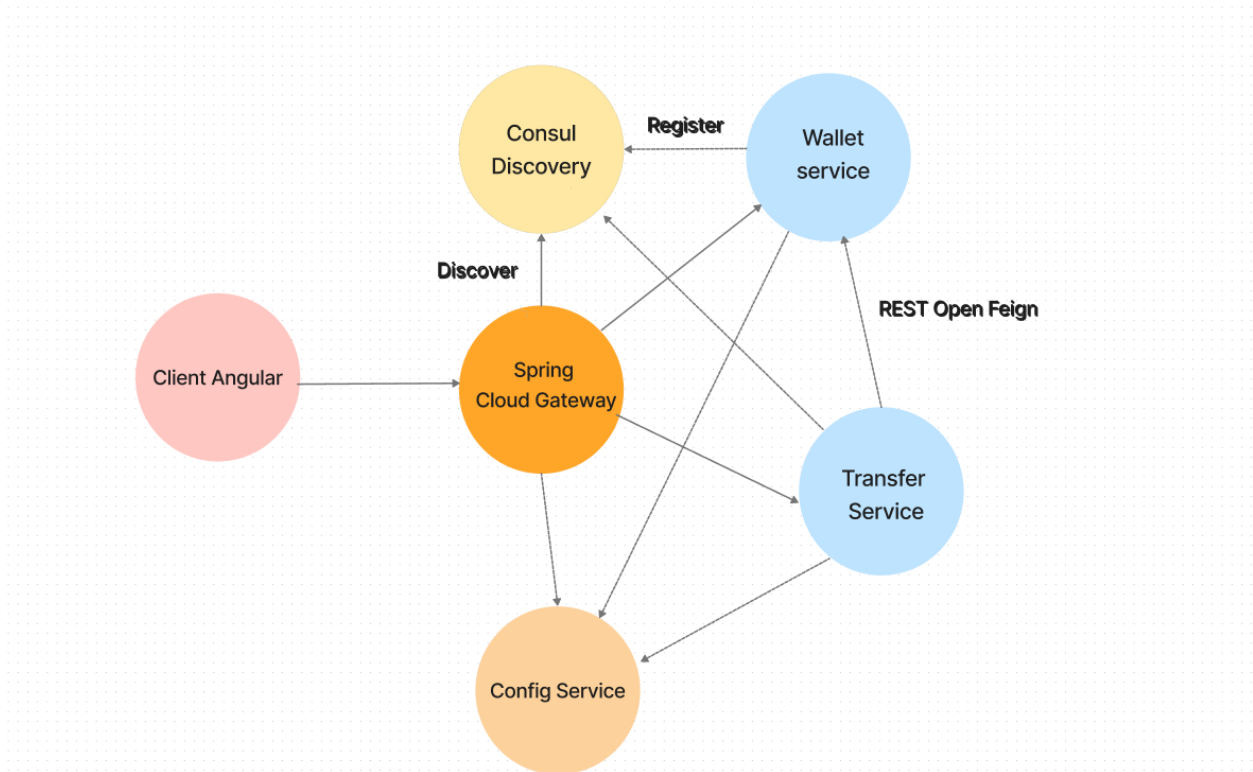 Consul
Discovery
Register
Wallet
service
Discover
REST Open Feign
Client Angular
Spring
Cloud Gateway
Transfer
Service
Config Service